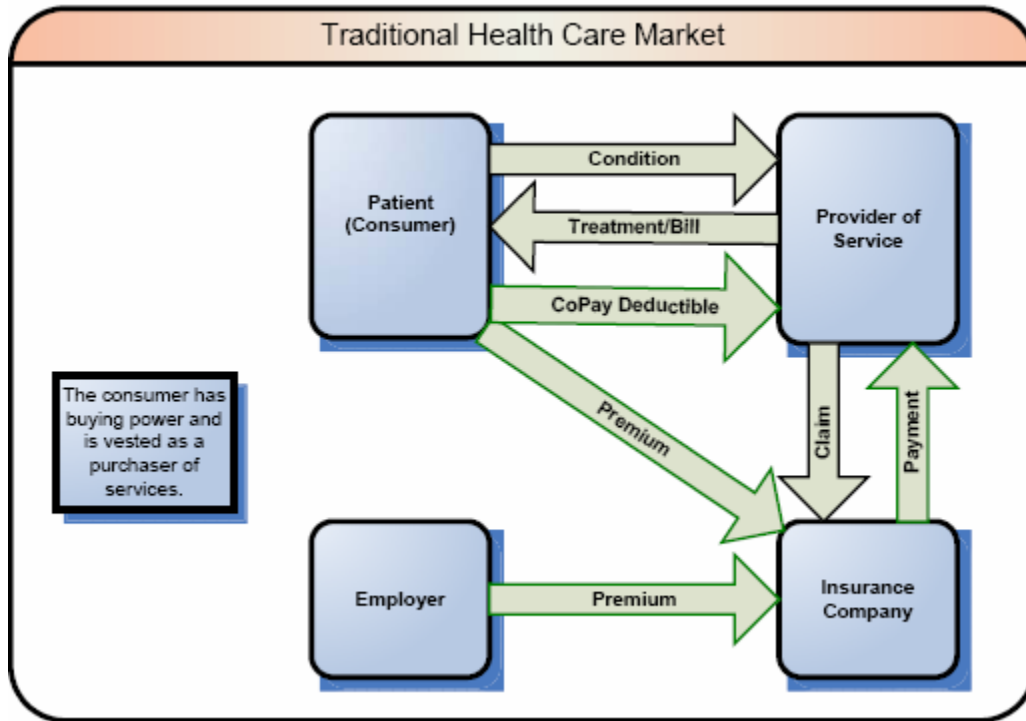 Traditional Health Care Market
Condition
Patient
(Consumer)
Treatment/Bill
Provider of
Service
CoPay Deductible
The consumer has
buying power and
is vested as a
purchaser of
services.
Premium
Claim
Payment
Employer
Premium
Insurance
Company